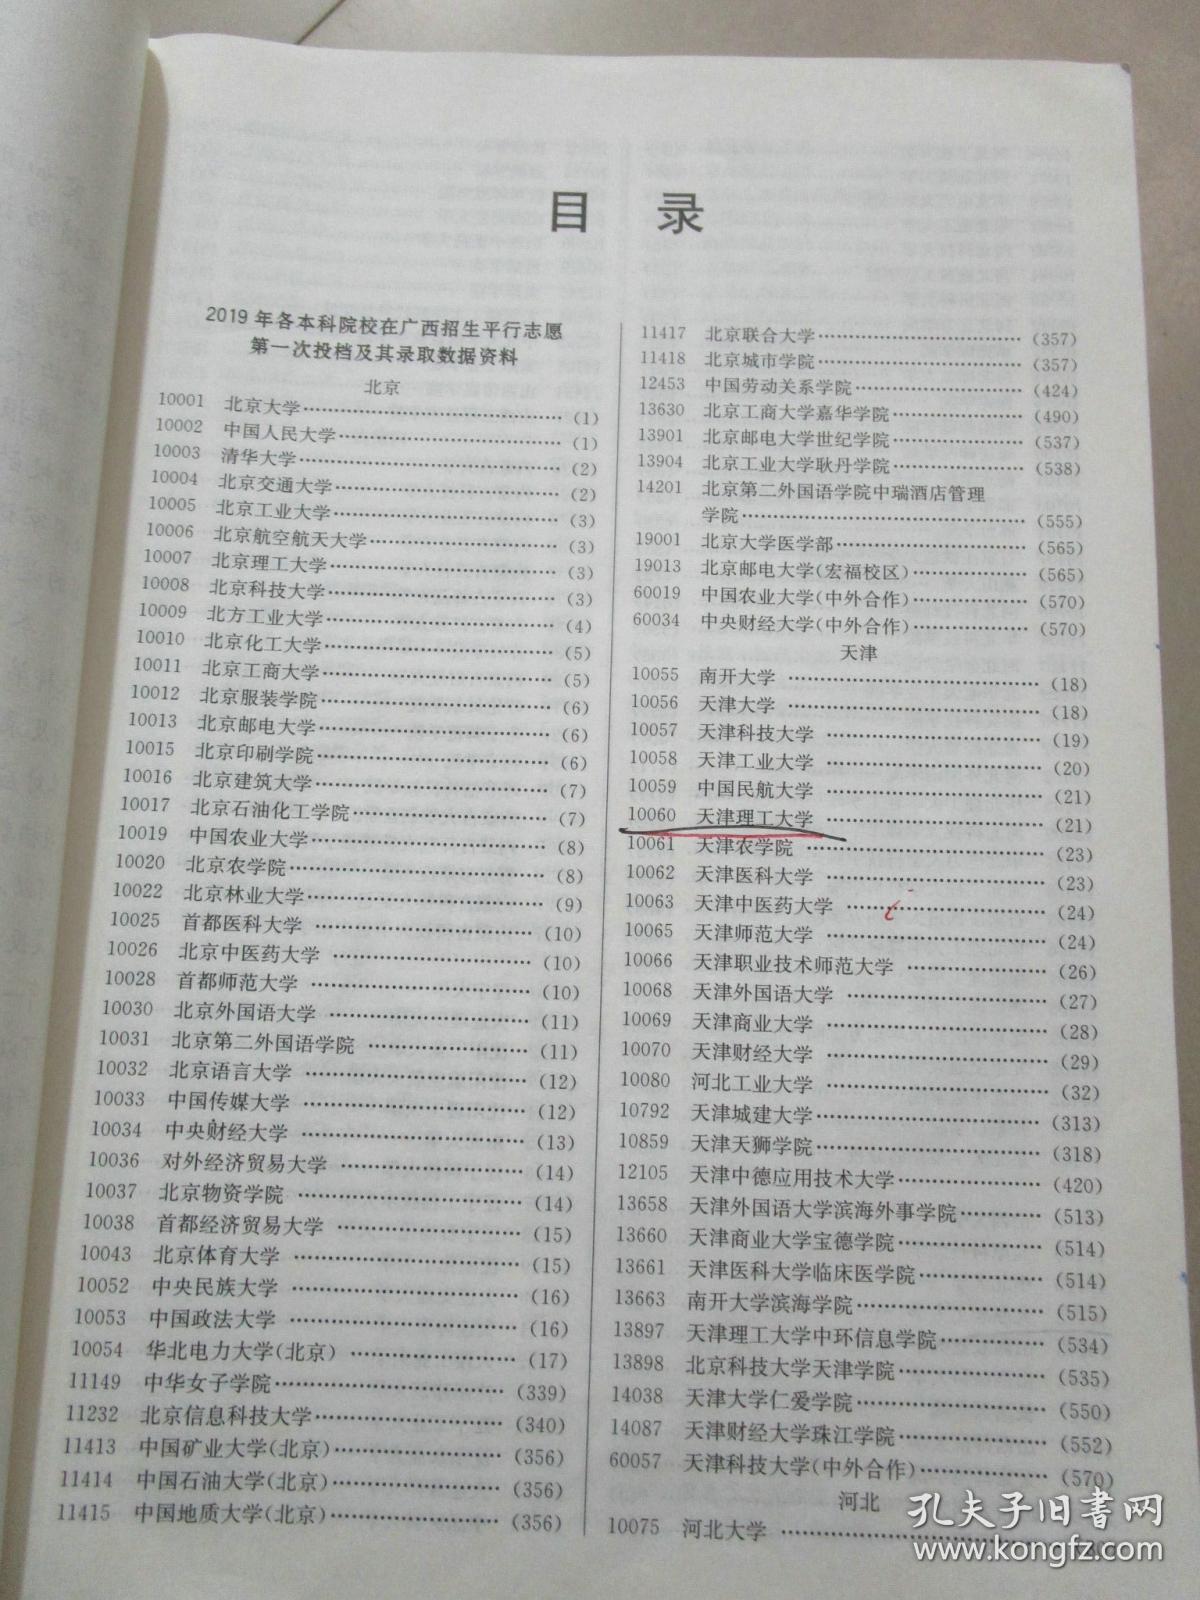 目 录
2019年各本科院校在广西招生平行志愿
第一次投档及其录取数据资料
北京
10001 北京大学……(1)
10002 中国人民大学……(1)
10003 清华大学……(2)
10004 北京交通大学……(2)
10005 北京工业大学……(3)
10006 北京航空航天大学……(3)
10007 北京理工大学……(3)
10008 北京科技大学……(3)
10009 北方工业大学……(4)
10010 北京化工大学……(5)
10011 北京工商大学……(5)
10012 北京服装学院……(6)
10013 北京邮电大学……(6)
10015 北京印刷学院……(6)
10016 北京建筑大学……(7)
10017 北京石油化工学院……(7)
10019 中国农业大学……(8)
10020 北京农学院……(8)
10022 北京林业大学……(9)
10025 首都医科大学……(10)
10026 北京中医药大学……(10)
10028 首都师范大学……(10)
10030 北京外国语大学……(11)
10031 北京第二外国语学院……(11)
10032 北京语言大学……(12)
10033 中国传媒大学……(12)
10034 中央财经大学……(13)
10036 对外经济贸易大学……(14)
10037 北京物资学院……(14)
10038 首都经济贸易大学……(15)
10043 北京体育大学……(15)
10052 中央民族大学……(16)
10053 中国政法大学……(16)
10054 华北电力大学(北京)……(17)
11149 中华女子学院……(339)
11232 北京信息科技大学……(340)
11413 中国矿业大学(北京)……(356)
11414 中国石油大学(北京)……(356)
11415 中国地质大学(北京)……(356)
11417 北京联合大学……(357)
11418 北京城市学院……(357)
12453 中国劳动关系学院……(424)
13630 北京工商大学嘉华学院……(490)
13901 北京邮电大学世纪学院……(537)
13904 北京工业大学耿丹学院……(538)
14201 北京第二外国语学院中瑞酒店管理
学院……(555)
19001 北京大学医学部……(565)
19013 北京邮电大学(宏福校区)……(565)
60019 中国农业大学(中外合作)……(570)
60034 中央财经大学(中外合作)……(570)
天津
10055 南开大学……(18)
10056 天津大学……(18)
10057 天津科技大学……(19)
10058 天津工业大学……(20)
10059 中国民航大学……(21)
10060 天津理工大学……(21)
10061 天津农学院……(23)
10062 天津医科大学……(23)
10063 天津中医药大学……(24)
10065 天津师范大学……(24)
10066 天津职业技术师范大学……(26)
10068 天津外国语大学……(27)
10069 天津商业大学……(28)
10070 天津财经大学……(29)
10080 河北工业大学……(32)
10792 天津城建大学……(313)
10859 天津天狮学院……(318)
12105 天津中德应用技术大学……(420)
13658 天津外国语大学滨海外事学院……(513)
13660 天津商业大学宝德学院……(514)
13661 天津医科大学临床医学院……(514)
13663 南开大学滨海学院……(515)
13897 天津理工大学中环信息学院……(534)
13898 北京科技大学天津学院……(535)
14038 天津大学仁爱学院……(550)
14087 天津财经大学珠江学院……(552)
60057 天津科技大学(中外合作)……(570)
河北
10075 河北大学……
孔夫子旧书网
www.kongfz.com